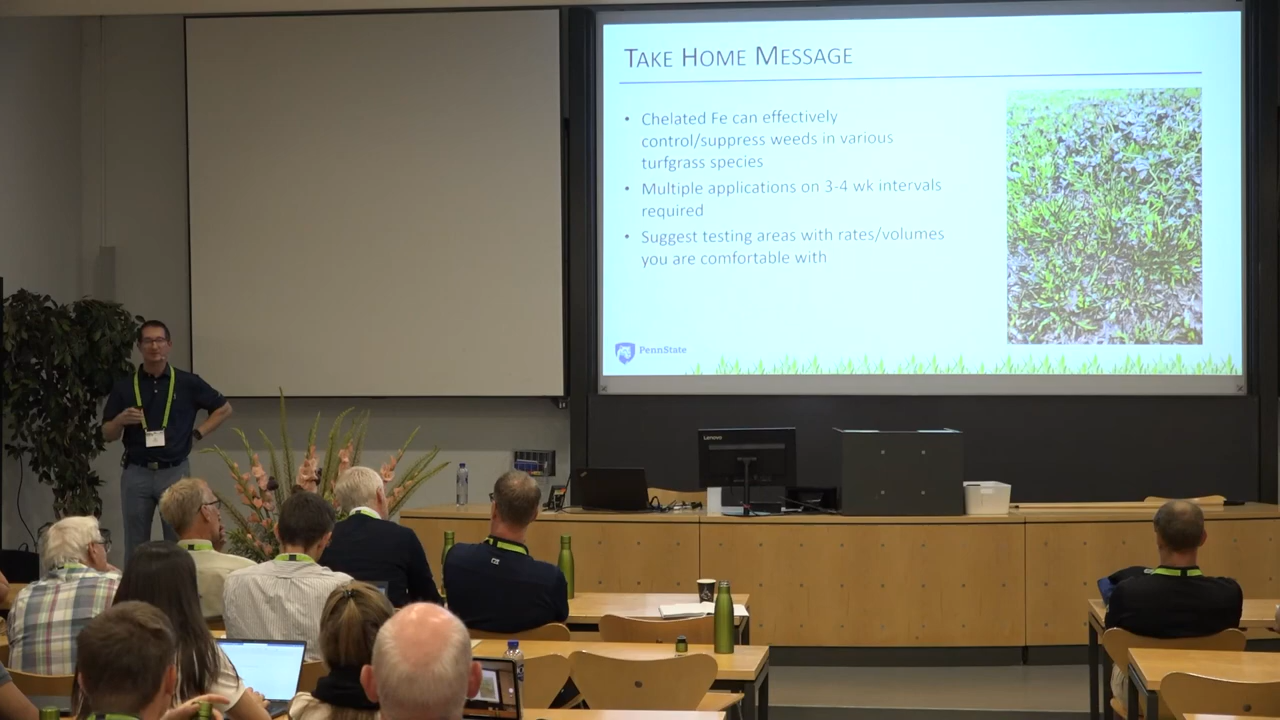 TAKE HOME MESSAGE
• Chelated Fe can effectively
control/suppress weeds in various
turfgrass species
• Multiple applications on 3-4 wk intervals
required
• Suggest testing areas with rates/volumes
you are comfortable with
PennState
Lenovo